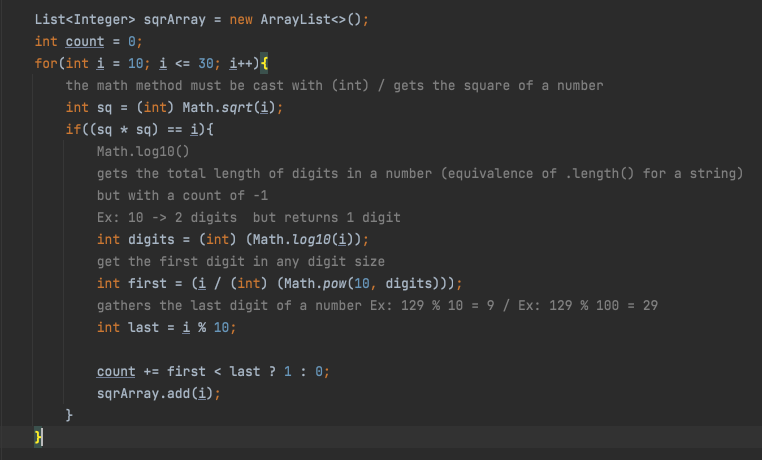 List<Integer> sqrArray = new ArrayList<>();
int count = 0;
for(int i = 10; i <= 30; i++){
the math method must be cast with (int) / gets the square of a number
int sq = (int) Math.sqrt(i);
if((sq * sq) == i){
Math.log10()
gets the total length of digits in a number (equivalence of .length() for a string)
but with a count of -1
Ex: 10 -> 2 digits  but returns 1 digit
int digits = (int) (Math.log10(i));
get the first digit in any digit size
int first = (i / (int) (Math.pow(10, digits)));
gathers the last digit of a number Ex: 129 % 10 = 9 / Ex: 129 % 100 = 29
int last = i % 10;
count += first < last ? 1 : 0;
sqrArray.add(i);
}
}